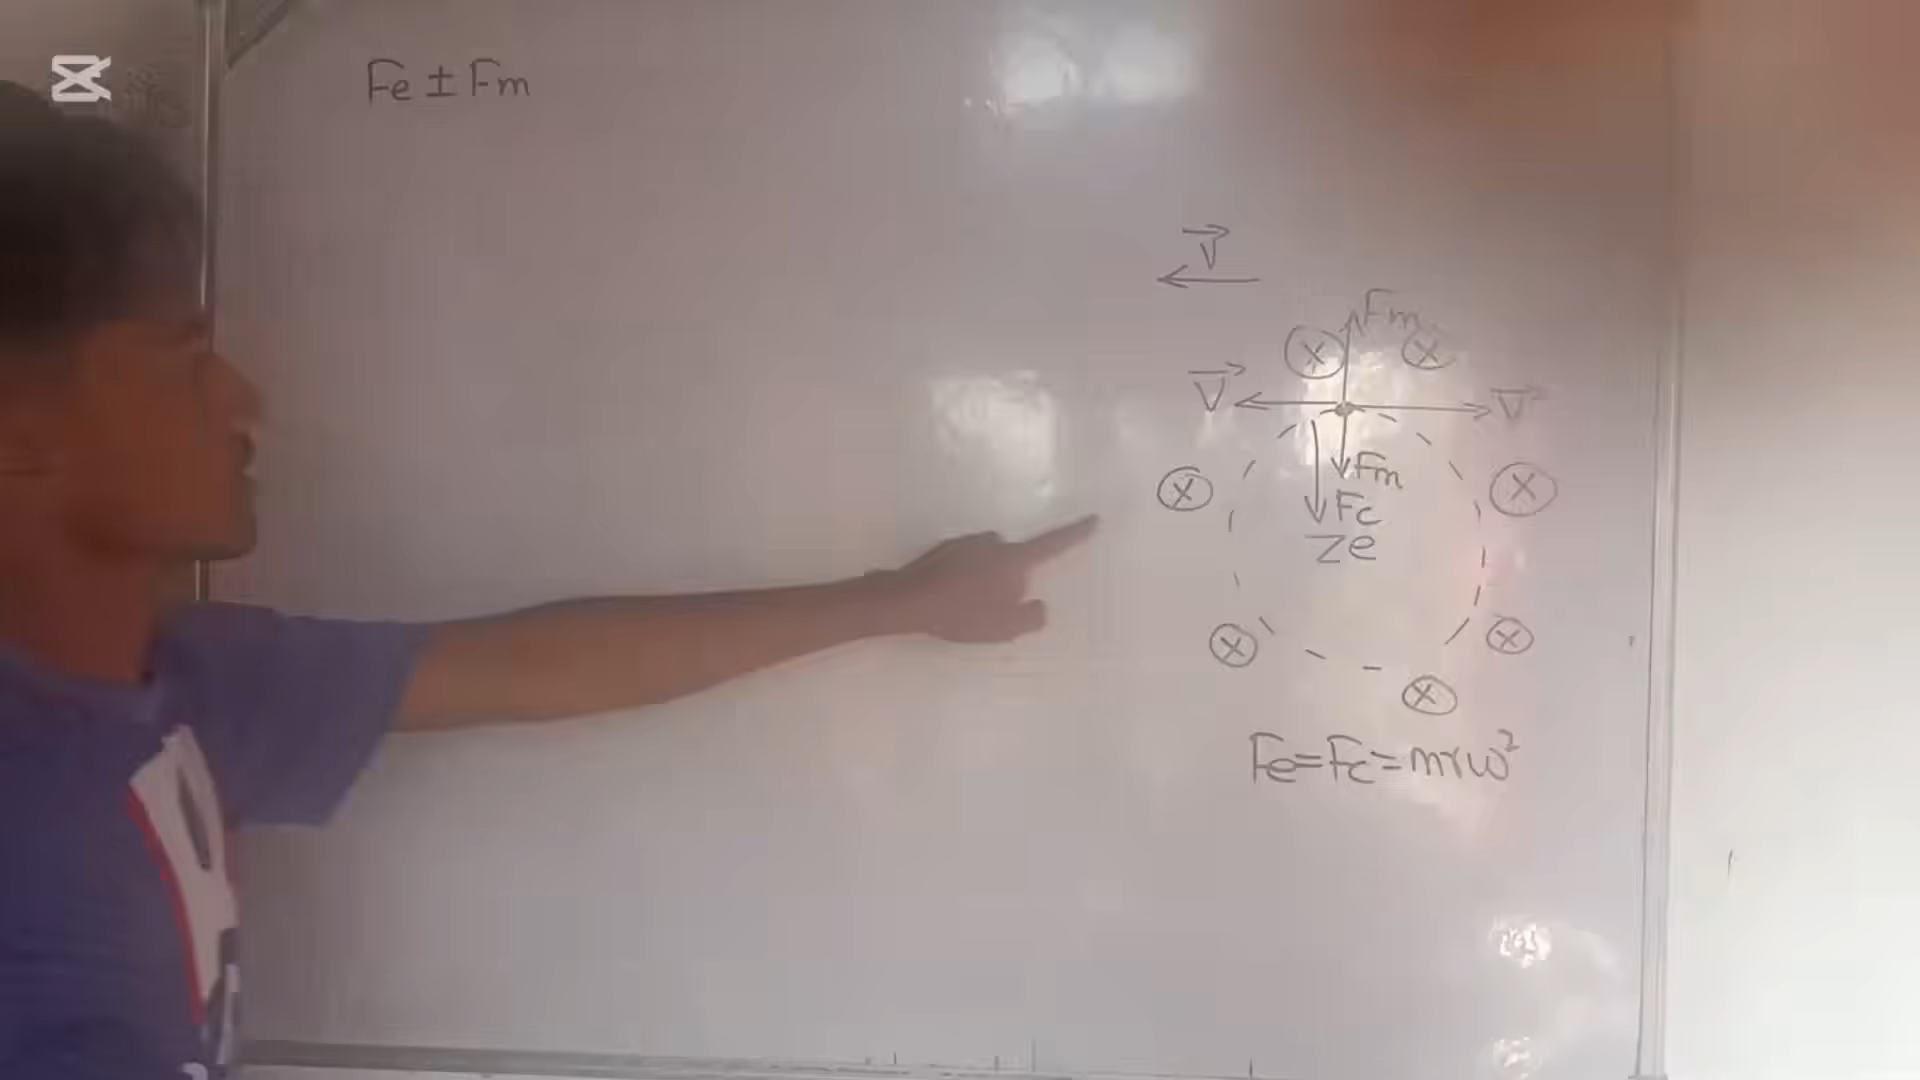 Fe ± Fm
V
Fm
X X
V V
Fm
X X
Fc
Ze
X X
X
Fe=Fc=mrω²